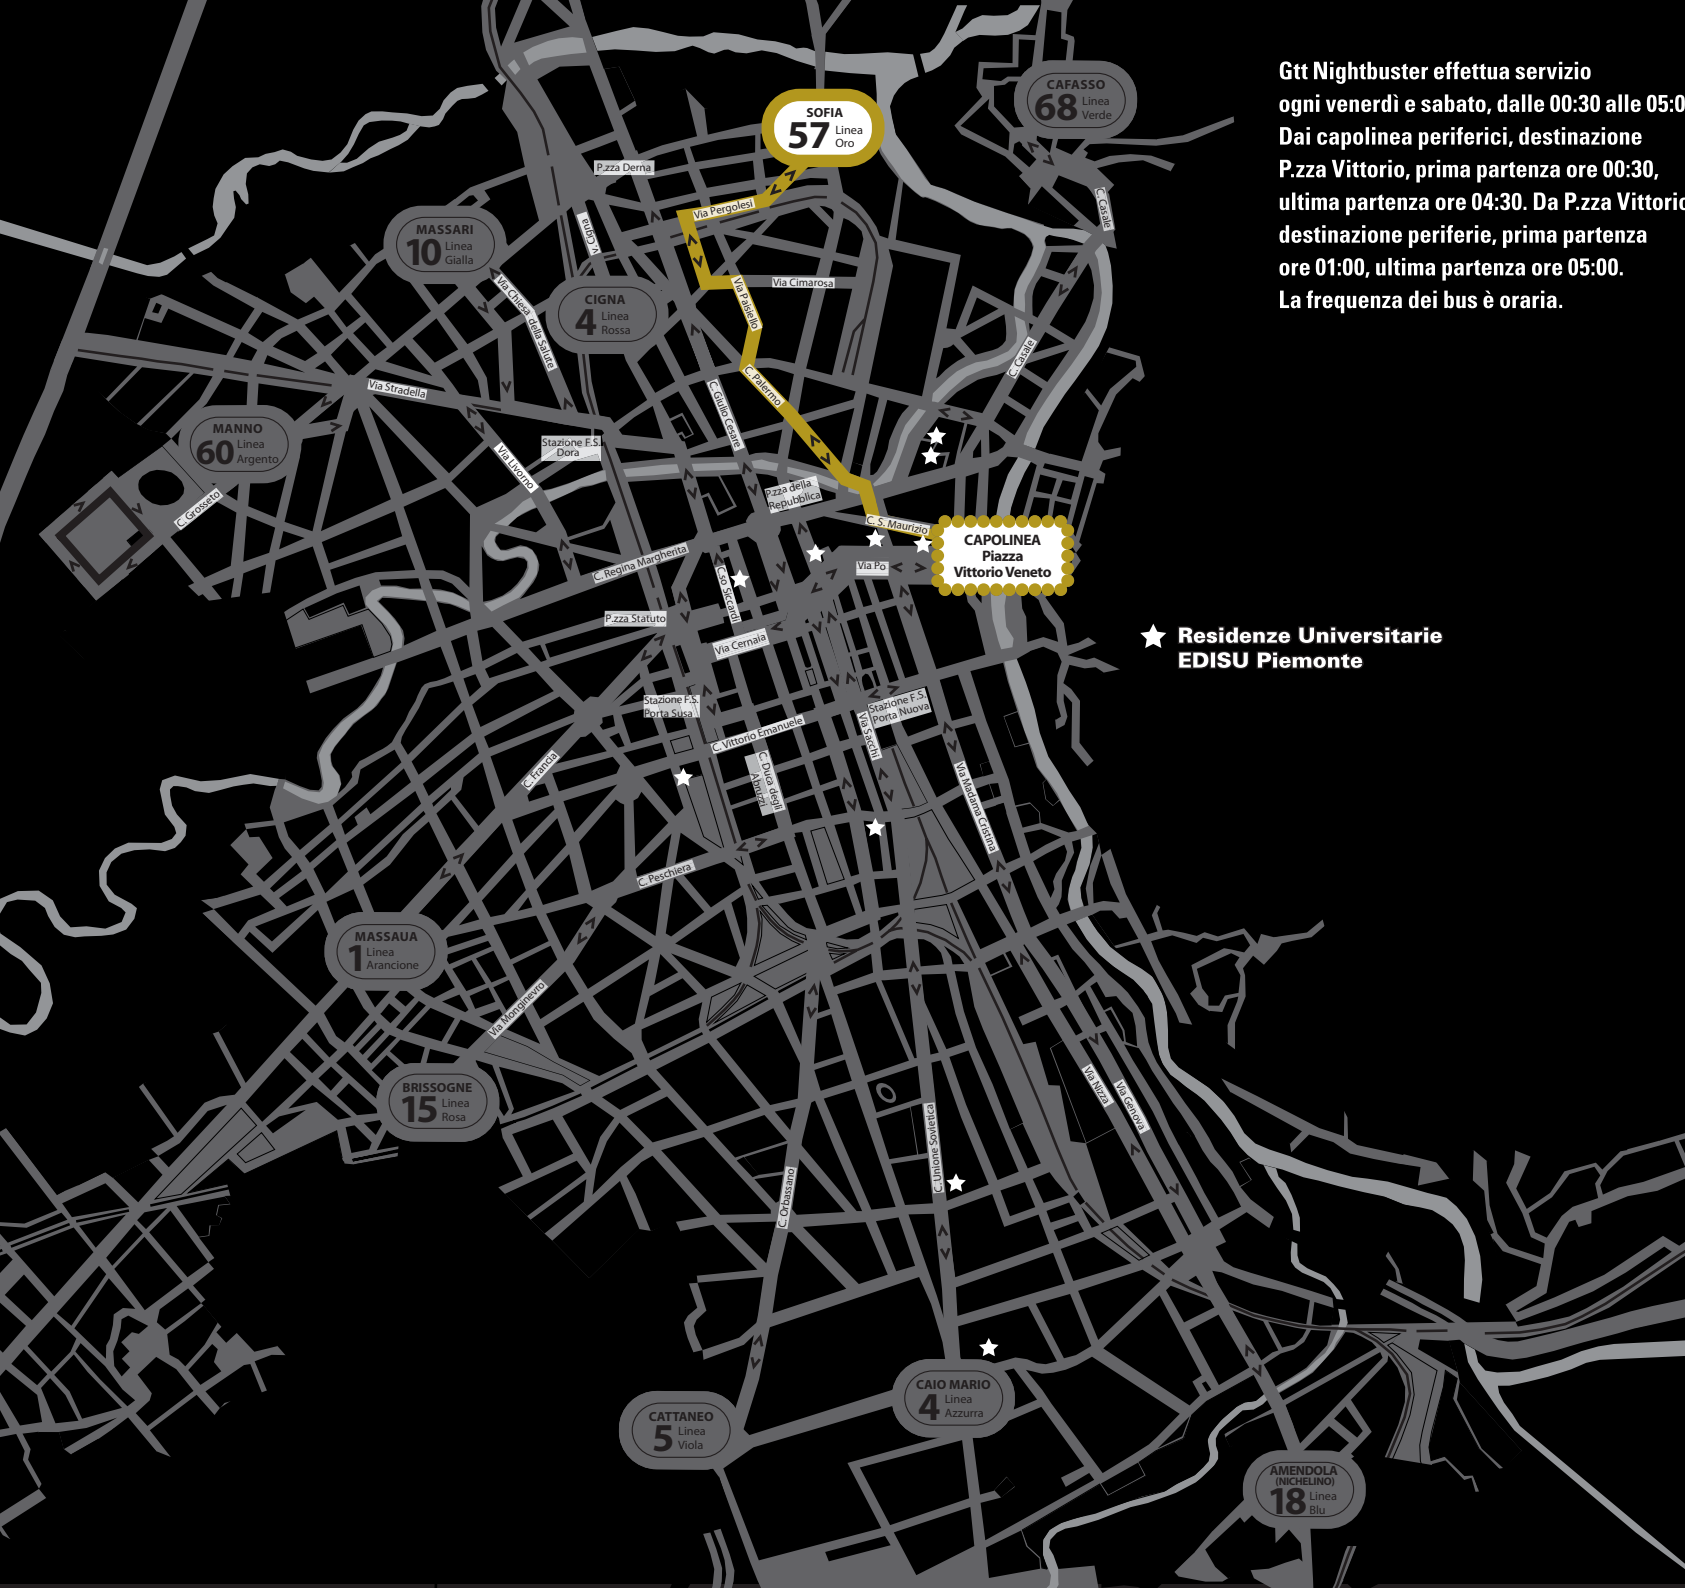 Gtt Nightbuster effettua servizio
ogni venerdì e sabato, dalle 00:30 alle 05:0
Dai capolinea periferici, destinazione
P.zza Vittorio, prima partenza ore 00:30,
ultima partenza ore 04:30. Da P.zza Vittorio
destinazione periferie, prima partenza
ore 01:00, ultima partenza ore 05:00.
La frequenza dei bus è oraria.
CAFASSO
68 Linea
Verde
SOFIA
57 Linea
Oro
P.zza Derna
C. Casale
Via Pergolesi
MASSARI
10 Linea
Gialla
V. Cigna
Via Chiesa della Salute
CIGNA
4 Linea
Rossa
Via Cimarosa
Via Paisiello
C. Casale
Via Stradella
C. Palermo
C. Giulio Cesare
MANNO
60 Linea
Argento
Stazione F.S.
Dora
Via Livorno
C. Grosseto
P.zza della
Repubblica
C. S. Maurizio
CAPOLINEA
Piazza
Vittorio Veneto
C. Regina Margherita
C.so Siccardi
Via Po
P.zza Statuto
Via Cernaia
Residenze Universitarie
EDISU Piemonte
Stazione F.S.
Porta Susa
Stazione F.S.
Porta Nuova
C. Vittorio Emanuele
Via Sacchi
C. Francia
C. Duca degli
Abruzzi
Via Madama Cristina
C. Peschiera
MASSAUA
1 Linea
Arancione
Via Monginevro
BRISSOGNE
15 Linea
Rosa
Via Nizza
Via Genova
C. Unione Sovietica
C. Orbassano
CAIO MARIO
4 Linea
Azzurra
CATTANEO
5 Linea
Viola
AMENDOLA
(NICHELINO)
18 Linea
Blu